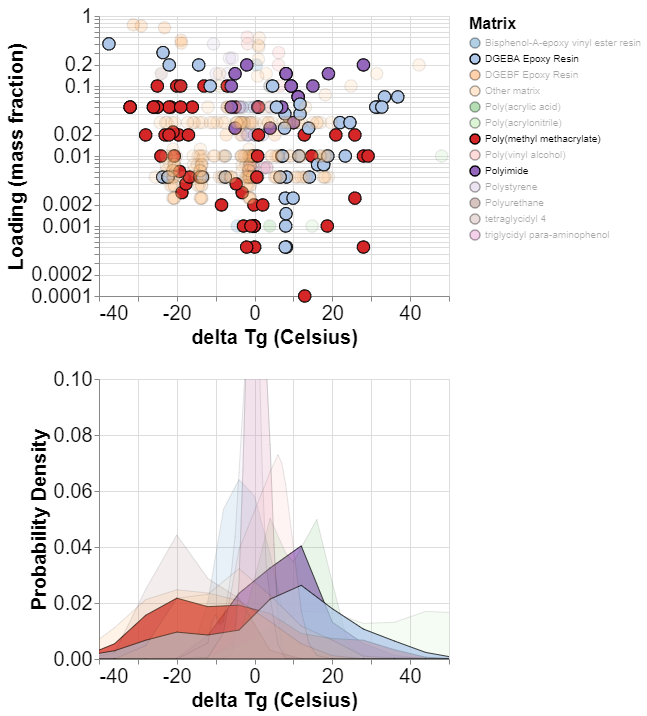 Matrix
Bisphenol-A-epoxy vinyl ester resin
DGEBA Epoxy Resin
DGEBF Epoxy Resin
Other matrix
Poly(acrylic acid)
Poly(acrylonitrile)
Poly(methyl methacrylate)
Poly(vinyl alcohol)
Polyimide
Polystyrene
Polyurethane
tetraglycidyl 4
triglycidyl para-aminophenol
Loading (mass fraction)
1
0.2
0.1
0.02
0.01
0.002
0.001
0.0002
0.0001
-40 -20 0 20 40
delta Tg (Celsius)
Probability Density
0.10
0.08
0.06
0.04
0.02
0.00
-40 -20 0 20 40
delta Tg (Celsius)